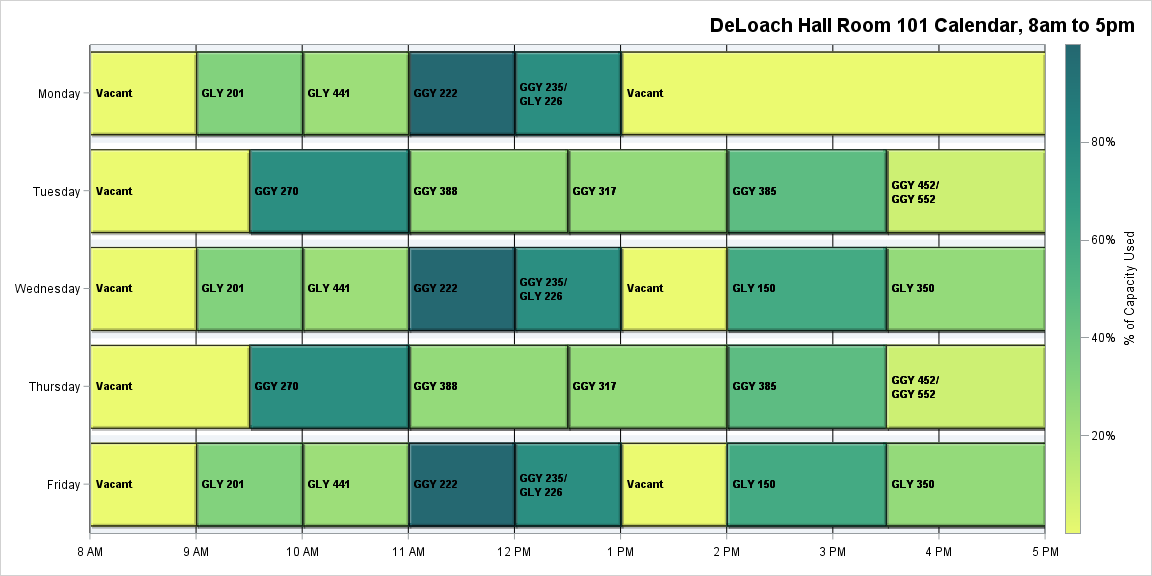 DeLoach Hall Room 101 Calendar, 8am to 5pm
Monday
Vacant
GLY 201
GLY 441
GGY 222
GGY 235/
GLY 226
Vacant
Tuesday
Vacant
GGY 270
GGY 388
GGY 317
GGY 385
GGY 452/
GGY 552
Wednesday
Vacant
GLY 201
GLY 441
GGY 222
GGY 235/
GLY 226
Vacant
GLY 150
GLY 350
Thursday
Vacant
GGY 270
GGY 388
GGY 317
GGY 385
GGY 452/
GGY 552
Friday
Vacant
GLY 201
GLY 441
GGY 222
GGY 235/
GLY 226
Vacant
GLY 150
GLY 350
8 AM
9 AM
10 AM
11 AM
12 PM
1 PM
2 PM
3 PM
4 PM
5 PM
80%
60%
40%
20%
% of Capacity Used